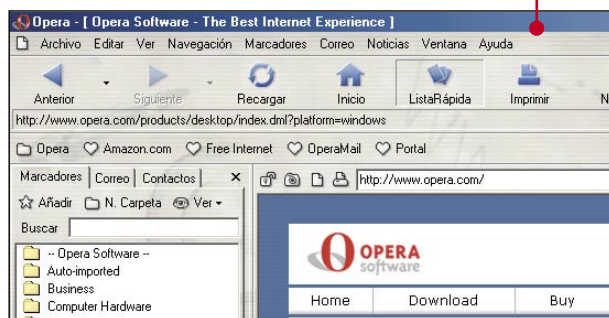 Opera - [ Opera Software - The Best Internet Experience ]
Archivo Editar Ver Navegación Marcadores Correo Noticias Ventana Ayuda
Anterior Siguiente Recargar Inicio ListaRápida Imprimir N
http://www.opera.com/products/desktop/index.dml?platform=windows
Opera Amazon.com Free Internet OperaMail Portal
Marcadores Correo Contactos x http://www.opera.com/
Añadir N. Carpeta Ver
Buscar
-- Opera Software --
Auto-imported
Business
Computer Hardware
OPERA
software
Home Download Buy